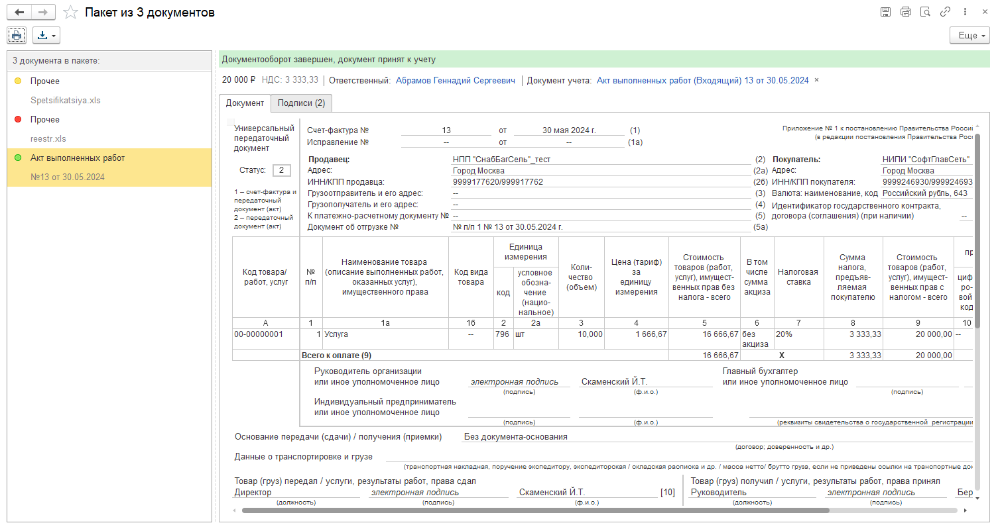 Пакет из 3 документов
Еще
3 документа в пакете:
Прочее
Spetsifikatsiya.xls
Прочее
reestr.xls
Акт выполненных работ
№13 от 30.05.2024
Документооборот завершен, документ принят к учету
20 000 ₽ НДС: 3 333,33 Ответственный: Абрамов Геннадий Сергеевич Документ учета: Акт выполненных работ (Входящий) 13 от 30.05.2024 ×
Документ Подписи (2)
Универсальный
передаточный
документ
Статус: 2
1 – счет-фактура и
передаточный
документ (акт)
2 – передаточный
документ (акт)
Счет-фактура № 13 от 30 мая 2024 г. (1)
Исправление № -- от -- (1а)
Приложение № 1 к постановлению Правительства Росси
(в редакции постановления Правительства Росс
Продавец: НПП "СнабБагСель"_тест (2) Покупатель: НИПИ "СофтГлавСеть"
Адрес: Город Москва (2а) Адрес: Город Москва
ИНН/КПП продавца: 9999177620/999917762 (2б) ИНН/КПП покупателя: 9999246930/999924693
Грузоотправитель и его адрес: -- (3) Валюта: наименование, код Российский рубль, 643
Грузополучатель и его адрес: -- (4) Идентификатор государственного контракта,
К платежно-расчетному документу № -- (5) договора (соглашения) (при наличии) --
Документ об отгрузке № № п/п 1 № 13 от 30.05.2024 г. (5а)
Код товара/
работ, услуг
№
п/п
Наименование товара
(описание выполненных работ,
оказанных услуг),
имущественного права
Код вида
товара
Единица
измерения
код
условное
обозна-
чение
(нацио-
нальное)
Коли-
чество
(объем)
Цена (тариф)
за
единицу
измерения
Стоимость
товаров (работ,
услуг), имущест-
венных прав без
налога - всего
В том
числе
сумма
акциза
Налоговая
ставка
Сумма
налога,
предъяв-
ляемая
покупателю
Стоимость
товаров (работ,
услуг), имущест-
венных прав с
налогом - всего
пр
циф
ро-
вой
код
А 1 1а 1б 2 2а 3 4 5 6 7 8 9 10
00-00000001 1 Услуга -- 796 шт 10,000 1 666,67 16 666,67 без акциза 20% 3 333,33 20 000,00 --
Всего к оплате (9) 16 666,67 Х 3 333,33 20 000,00
Руководитель организации
или иное уполномоченное лицо электронная подпись Скаменский Й.Т.
(подпись) (ф.и.о.)
Главный бухгалтер
или иное уполномоченное лицо
(подпись)
Индивидуальный предприниматель
или иное уполномоченное лицо
(подпись) (ф.и.о.) (реквизиты свидетельства о государственной регистрации
Основание передачи (сдачи) / получения (приемки) Без документа-основания
(договор; доверенность и др.)
Данные о транспортировке и грузе
(транспортная накладная, поручение экспедитору, экспедиторская / складская расписка и др. / масса нетто/ брутто груза, если не приведены ссылки на транспортные док
Товар (груз) передал / услуги, результаты работ, права сдал
Директор электронная подпись Скаменский Й.Т. [10]
(должность) (подпись) (ф.и.о.)
Товар (груз) получил / услуги, результаты работ, права принял
Руководитель электронная подпись Бер
(должность) (подпись)